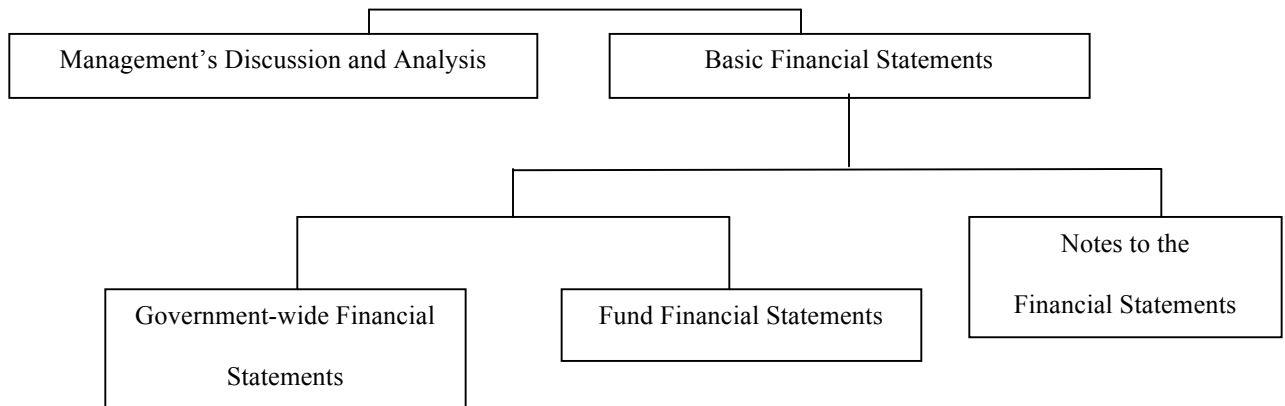 Management’s Discussion and Analysis
Basic Financial Statements
Government-wide Financial
Statements
Fund Financial Statements
Notes to the
Financial Statements